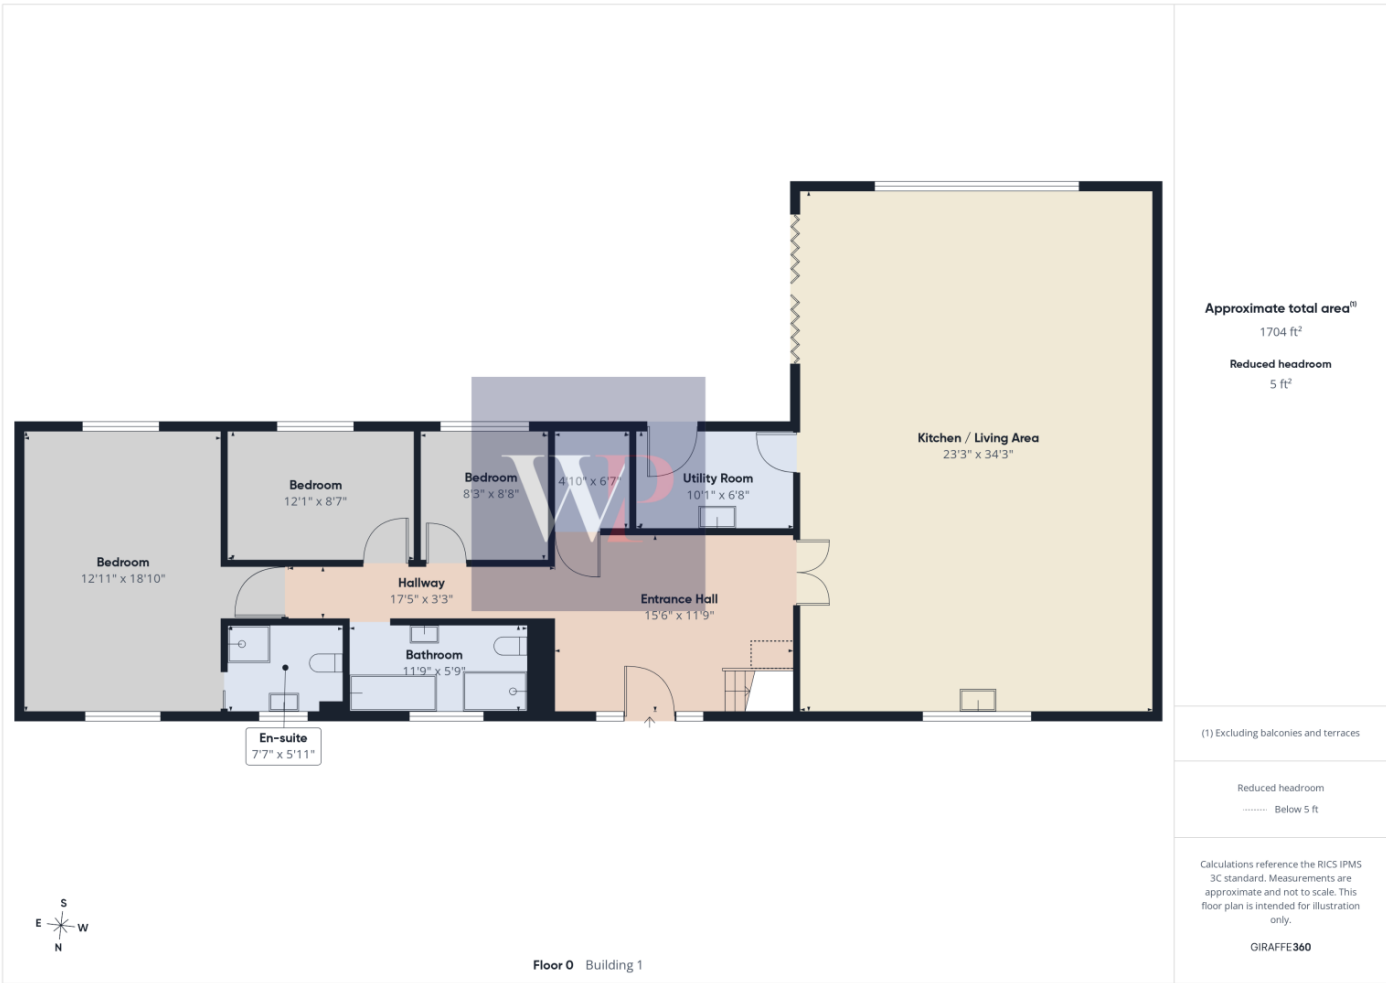 Approximate total area(1)
1704 ft²
Reduced headroom
5 ft²
Kitchen / Living Area
23'3" x 34'3"
Bedroom
12'1" x 8'7"
Bedroom
8'3" x 8'8"
4'10" x 6'7"
Utility Room
10'1" x 6'8"
WP
Bedroom
12'11" x 18'10"
Hallway
17'5" x 3'3"
Entrance Hall
15'6" x 11'9"
Bathroom
11'9" x 5'9"
En-suite
7'7" x 5'11"
(1) Excluding balconies and terraces
Reduced headroom
Below 5 ft
Calculations reference the RICS IPMS
3C standard. Measurements are
approximate and not to scale. This
floor plan is intended for illustration
only.
GIRAFFE360
S
E
W
N
Floor 0 Building 1